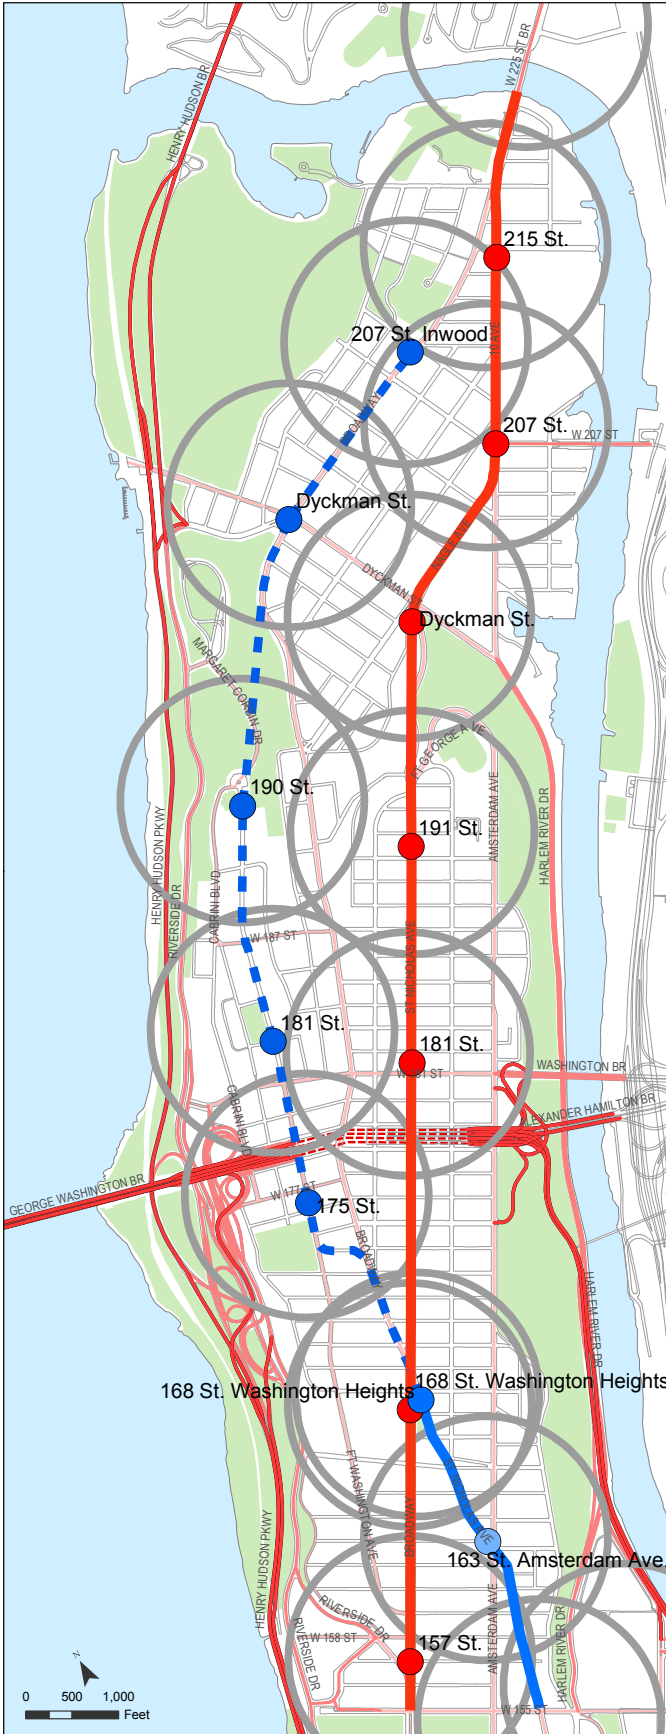 W 225 ST BR
HENRY HUDSON BR
215 St.
207 St. Inwood
10 AVE
BROADWAY
207 St.
W 207 ST
Dyckman St.
NAGLE AVE
DYCKMAN ST
Dyckman St.
MARGARET CORBIN DR
FT GEORGE AVE
190 St.
191 St.
AMSTERDAM AVE
HARLEM RIVER DR
HENRY HUDSON PKWY
RIVERSIDE DR
CABRINI BLVD
W 187 ST
ST NICHOLAS AVE
181 St.
181 St.
W 181 ST
WASHINGTON BR
CABRINI BLVD
ALEXANDER HAMILTON BR
GEORGE WASHINGTON BR
W 177 ST
175 St.
BROADWAY
HARLEM RIVER DR
168 St. Washington Heights
168 St. Washington Heights
FT WASHINGTON AVE
ST NICHOLAS AVE
BROADWAY
163 St. Amsterdam Ave.
HENRY HUDSON PKWY
RIVERSIDE DR
AMSTERDAM AVE
157 St.
W 158 ST
RIVERSIDE DR
HARLEM RIVER DR
W 155 ST
N
0 500 1,000
Feet